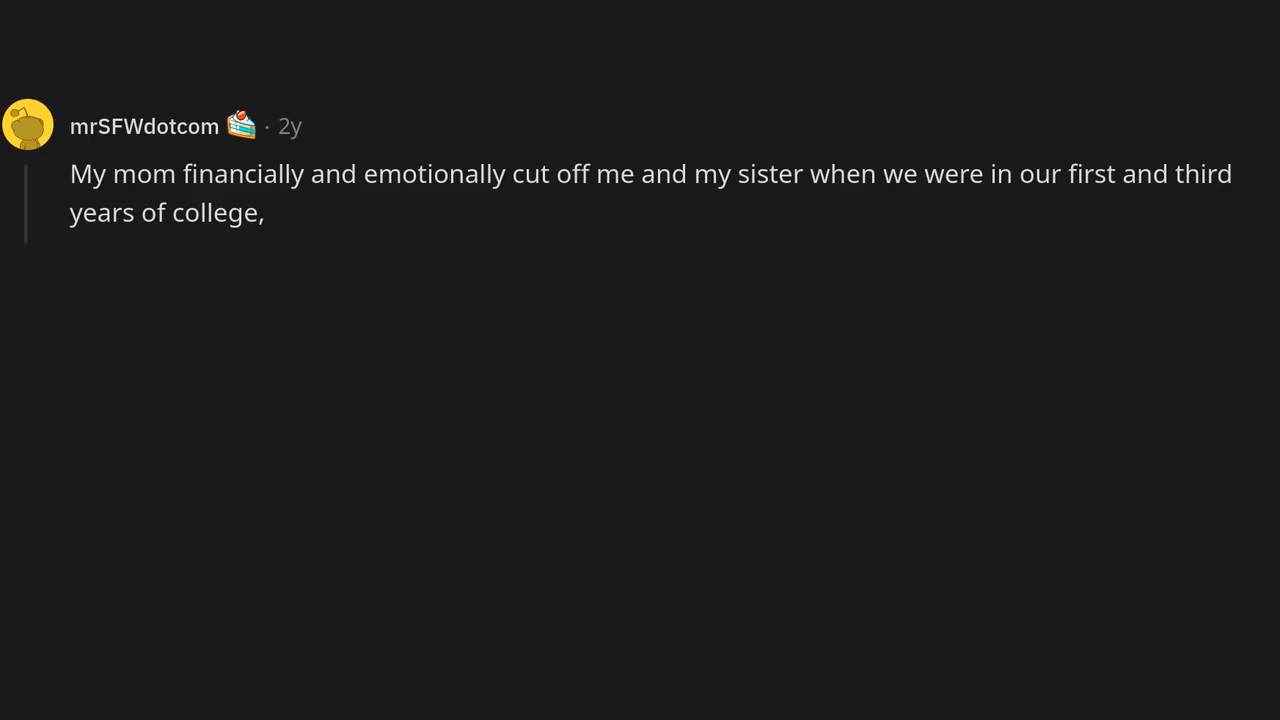 mrSFWdotcom 🍰 · 2y
My mom financially and emotionally cut off me and my sister when we were in our first and third
years of college,